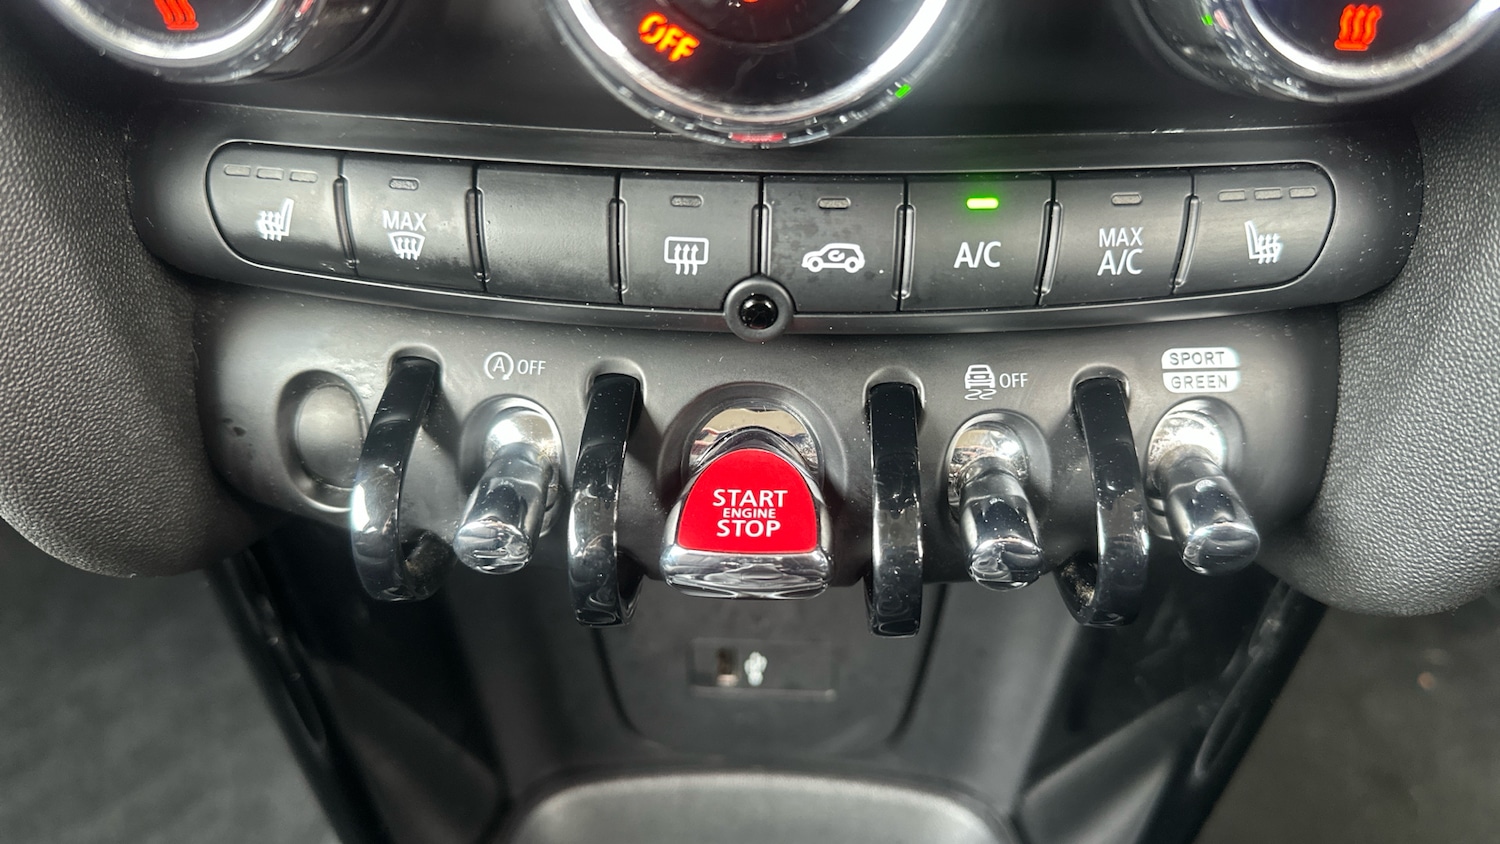 OFF
MAX
A/C
MAX
A/C
A OFF
OFF
SPORT
GREEN
START
ENGINE
STOP